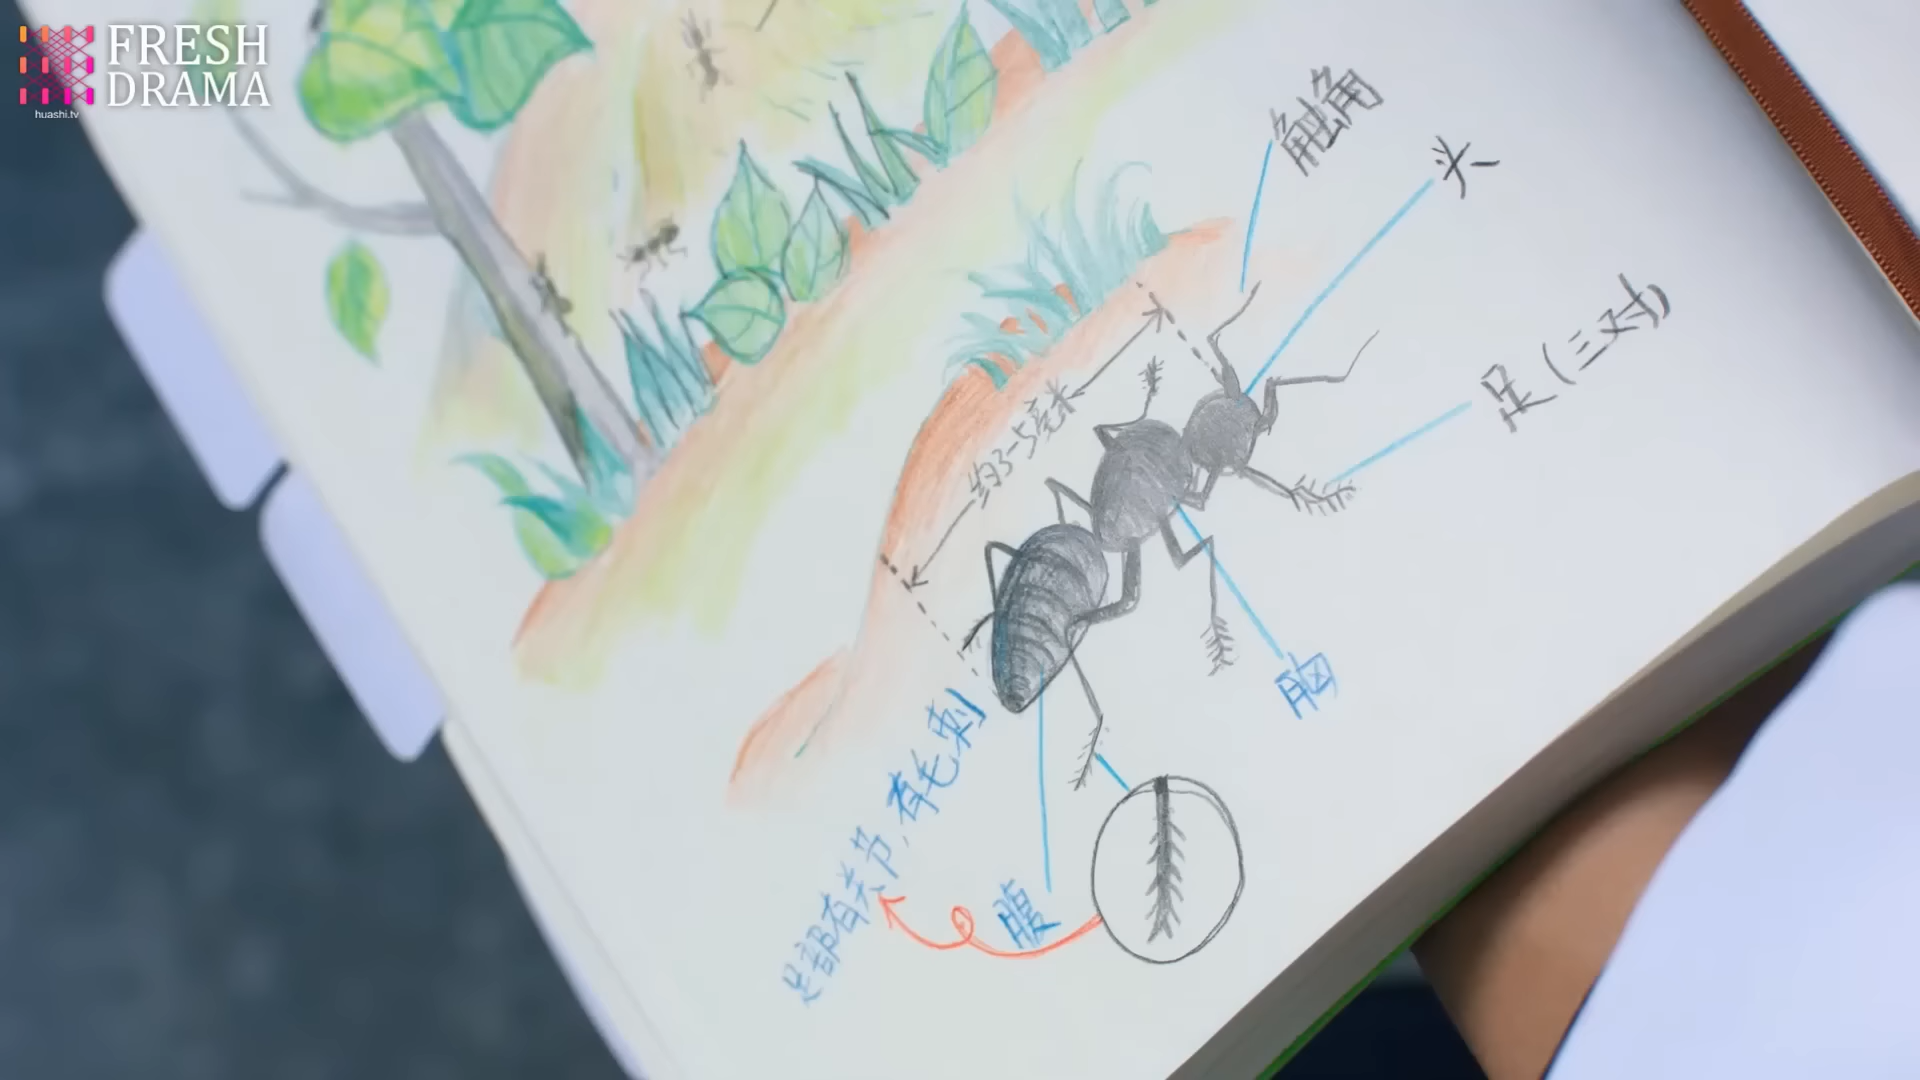 FRESH
DRAMA
huashi.tv
触角
头
足(三对)
约3-5毫米
胸
足部有关节,有毛刺
腹